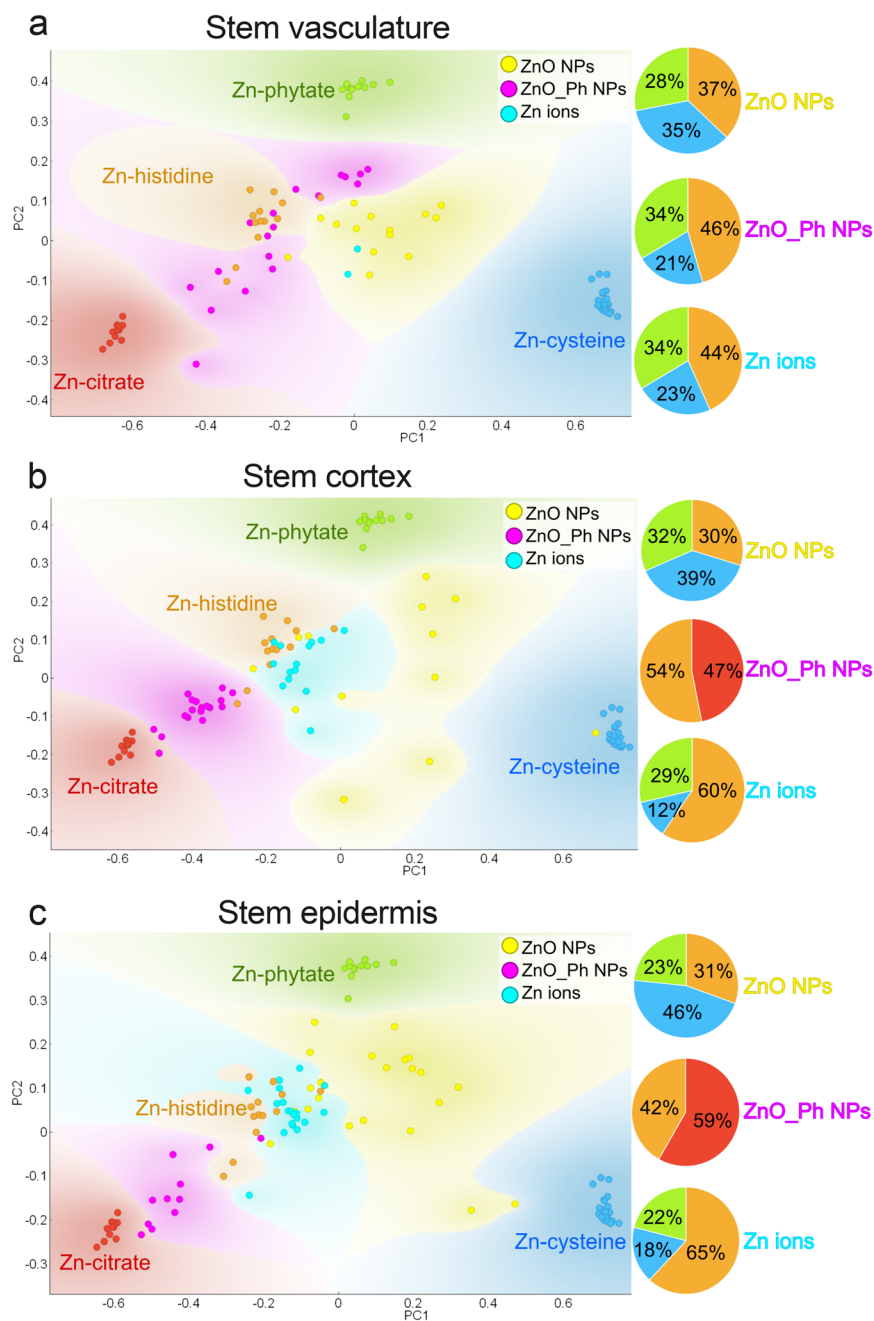 a
Stem vasculature
ZnO NPs
ZnO_Ph NPs
Zn ions
Zn-phytate
Zn-histidine
Zn-cysteine
Zn-citrate
PC2
0.4
0.3
0.2
0.1
0
-0.1
-0.2
-0.3
-0.4
-0.6
-0.4
-0.2
0
0.2
0.4
0.6
PC1
28%
37%
35%
ZnO NPs
34%
46%
21%
ZnO_Ph NPs
34%
44%
23%
Zn ions
b
Stem cortex
ZnO NPs
ZnO_Ph NPs
Zn ions
Zn-phytate
Zn-histidine
Zn-cysteine
Zn-citrate
PC2
0.4
0.3
0.2
0.1
0
-0.1
-0.2
-0.3
-0.4
-0.6
-0.4
-0.2
0
0.2
0.4
0.6
PC1
32%
30%
39%
ZnO NPs
54%
47%
ZnO_Ph NPs
29%
12%
60%
Zn ions
c
Stem epidermis
ZnO NPs
ZnO_Ph NPs
Zn ions
Zn-phytate
Zn-histidine
Zn-cysteine
Zn-citrate
PC2
0.4
0.3
0.2
0.1
0
-0.1
-0.2
-0.3
-0.6
-0.4
-0.2
0
0.2
0.4
0.6
PC1
23%
31%
46%
ZnO NPs
42%
59%
ZnO_Ph NPs
22%
18%
65%
Zn ions